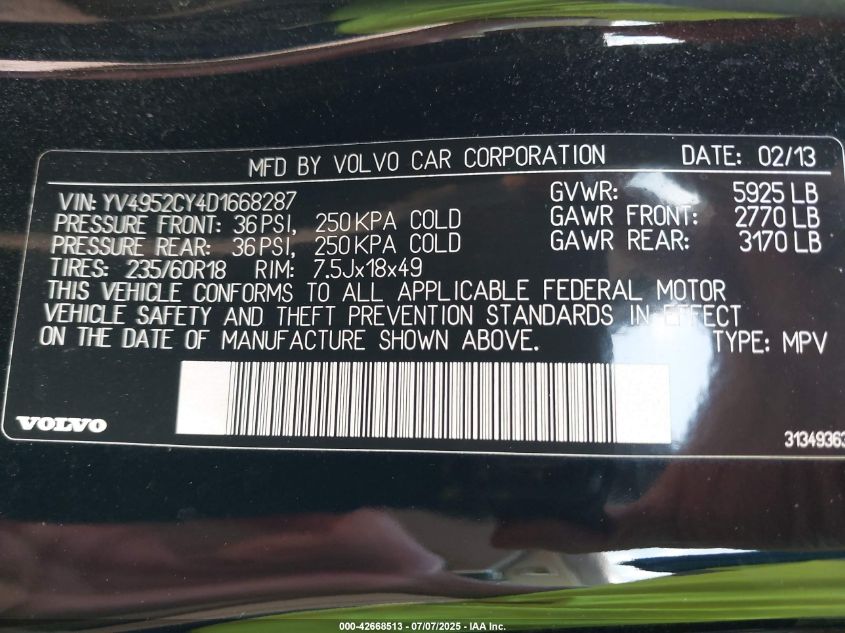 MFD BY VOLVO CAR CORPORATION DATE: 02/13
VIN: YV4952CY4D1668287 GVWR: 5925 LB
PRESSURE FRONT: 36 PSI, 250 KPA COLD GAWR FRONT: 2770 LB
PRESSURE REAR: 36 PSI, 250 KPA COLD GAWR REAR: 3170 LB
TIRES: 235/60R18 RIM: 7.5Jx18x49
THIS VEHICLE CONFORMS TO ALL APPLICABLE FEDERAL MOTOR
VEHICLE SAFETY AND THEFT PREVENTION STANDARDS IN EFFECT
ON THE DATE OF MANUFACTURE SHOWN ABOVE. TYPE: MPV
VOLVO
31349363
000-42668513 - 07/07/2025 - IAA Inc.